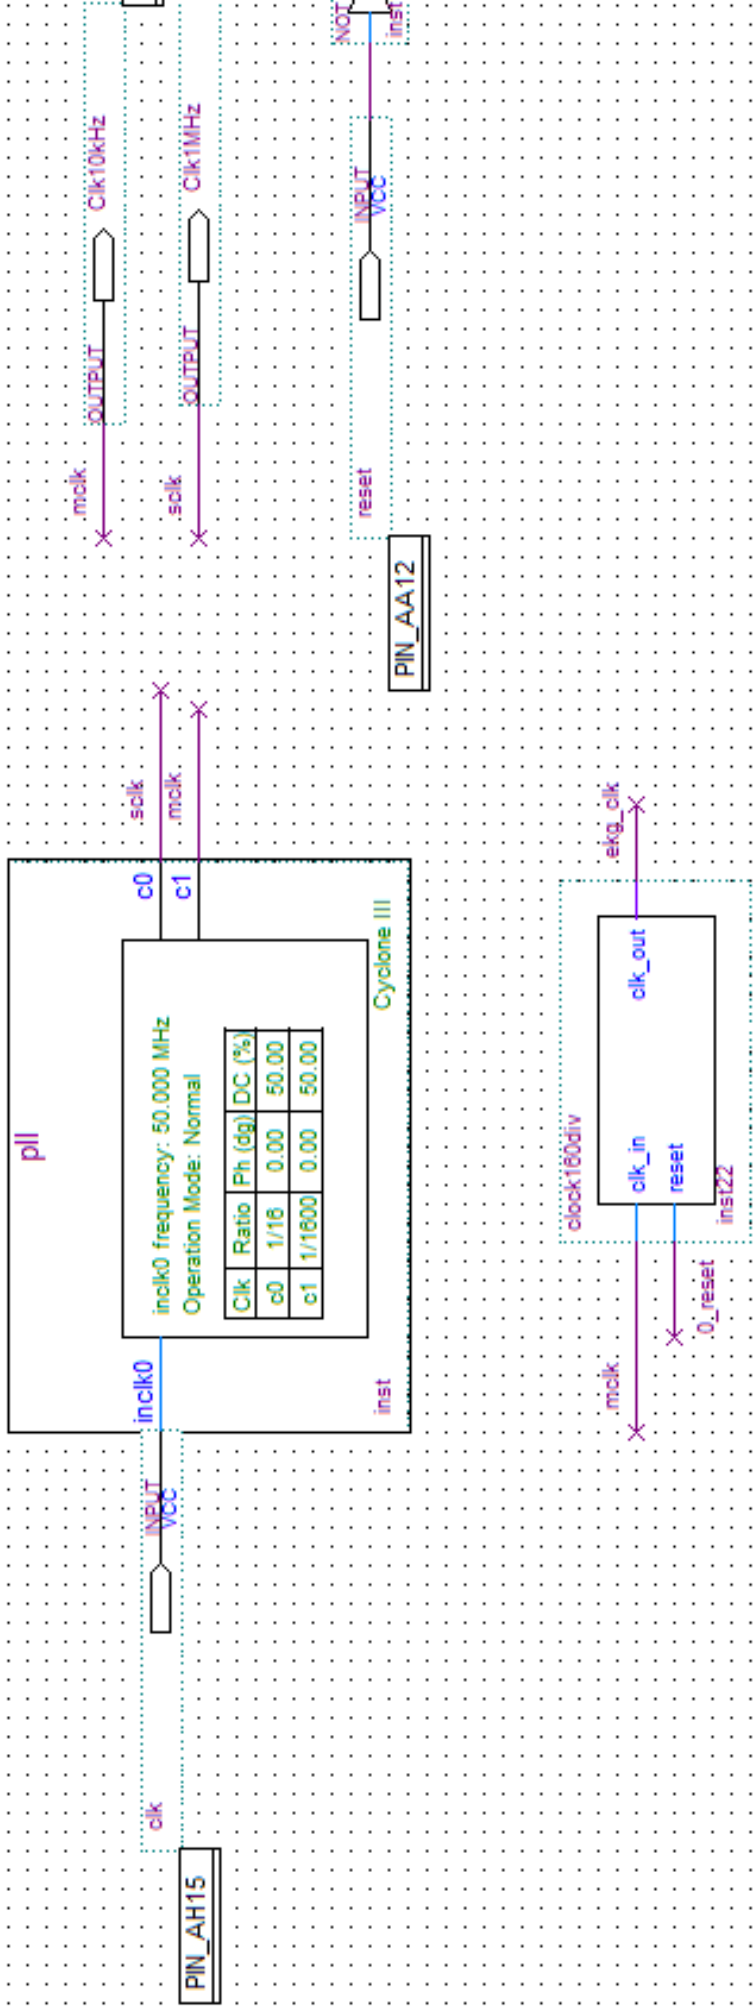 pll
PIN_AH15
clk
INPUT
VCC
inclk0
inclk0 frequency: 50.000 MHz
Operation Mode: Normal
Clk Ratio Ph (dg) DC (%)
c0 1/16 0.00 50.00
c1 1/1600 0.00 50.00
inst
Cyclone III
c0
c1
sclk
mclk
mclk
OUTPUT
Clk10kHz
sclk
OUTPUT
Clk1MHz
PIN_AA12
reset
INPUT
VCC
NOT
inst
clock160div
mclk
0_reset
clk_in
reset
clk_out
inst22
ekg_clk